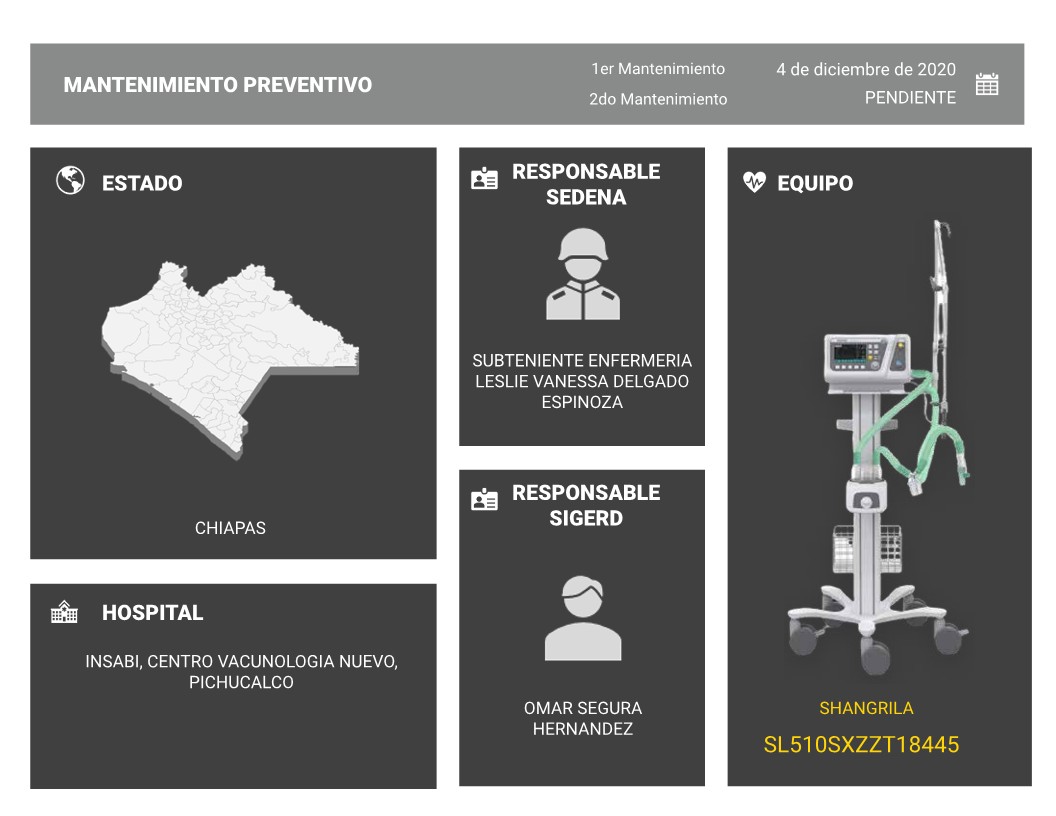 MANTENIMIENTO PREVENTIVO
1er Mantenimiento
4 de diciembre de 2020
2do Mantenimiento
PENDIENTE
ESTADO
CHIAPAS
HOSPITAL
INSABI, CENTRO VACUNOLOGIA NUEVO,
PICHUCALCO
RESPONSABLE
SEDENA
SUBTENIENTE ENFERMERIA
LESLIE VANESSA DELGADO
ESPINOZA
RESPONSABLE
SIGERD
OMAR SEGURA
HERNANDEZ
EQUIPO
SHANGRILA
SL510SXZZT18445